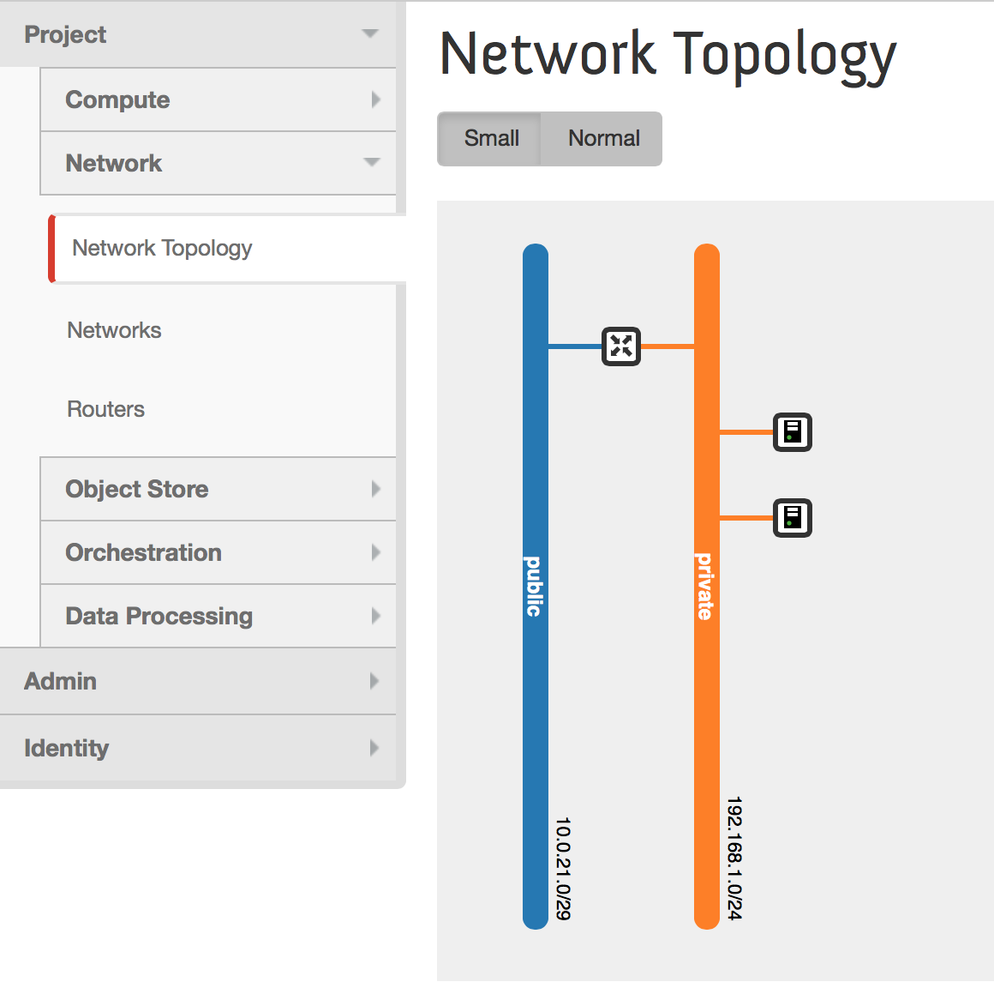 Project
Compute
Network
Network Topology
Networks
Routers
Object Store
Orchestration
Data Processing
Admin
Identity
Network Topology
Small Normal
public
10.0.21.0/29
private
192.168.1.0/24